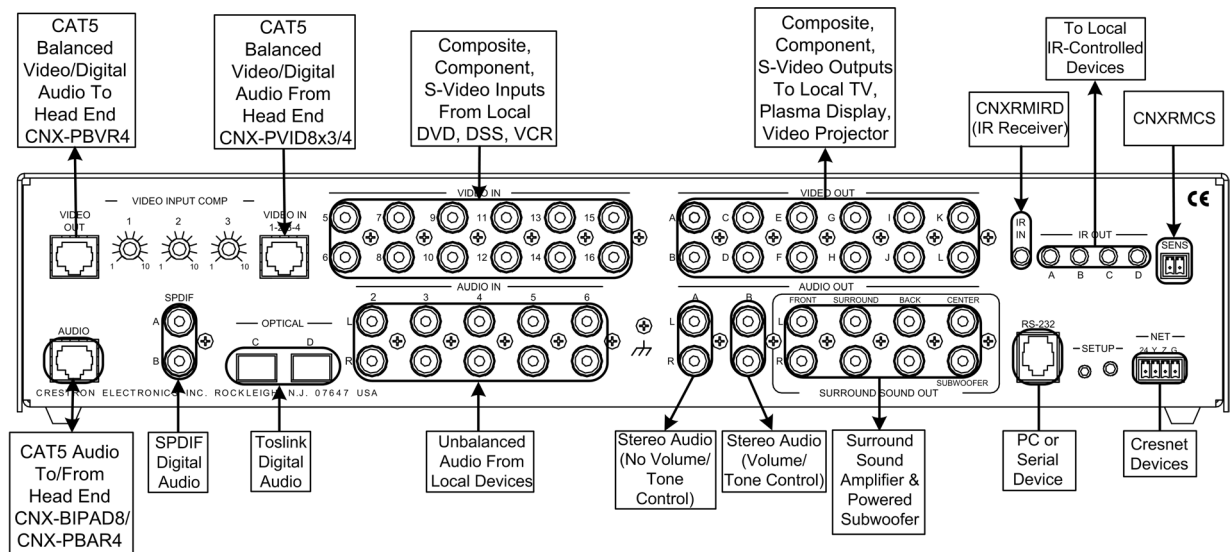 CAT5
Balanced
Video/Digital
Audio To
Head End
CNX-PBVR4
CAT5
Balanced
Video/Digital
Audio From
Head End
CNX-PVID8x3/4
Composite,
Component,
S-Video Inputs
From Local
DVD, DSS, VCR
Composite,
Component,
S-Video Outputs
To Local TV,
Plasma Display,
Video Projector
CNXRMIRD
(IR Receiver)
To Local
IR-Controlled
Devices
CNXRMCS
VIDEO
OUT
VIDEO INPUT COMP
1 2 3
1 10 1 10 1 10
VIDEO IN
1-2-3-4
VIDEO IN
5 7 9 11 13 15
6 8 10 12 14 16
VIDEO OUT
A C E G I K
B D F H J L
IR
IN
IR OUT
A B C D
SENS
CE
AUDIO
SPDIF
A
B
OPTICAL
C D
AUDIO IN
2 3 4 5 6
L
R
AUDIO OUT
A B
L
R
FRONT SURROUND BACK CENTER
L
R
SUBWOOFER
SURROUND SOUND OUT
RS-232
SETUP
NET
24 Y Z G
CRESTRON ELECTRONICS INC. ROCKLEIGH, N.J. 07647 USA
CAT5 Audio
To/From
Head End
CNX-BIPAD8/
CNX-PBAR4
SPDIF
Digital
Audio
Toslink
Digital
Audio
Unbalanced
Audio From
Local Devices
Stereo Audio
(No Volume/
Tone
Control)
Stereo Audio
(Volume/
Tone Control)
Surround
Sound
Amplifier &
Powered
Subwoofer
PC or
Serial
Device
Cresnet
Devices